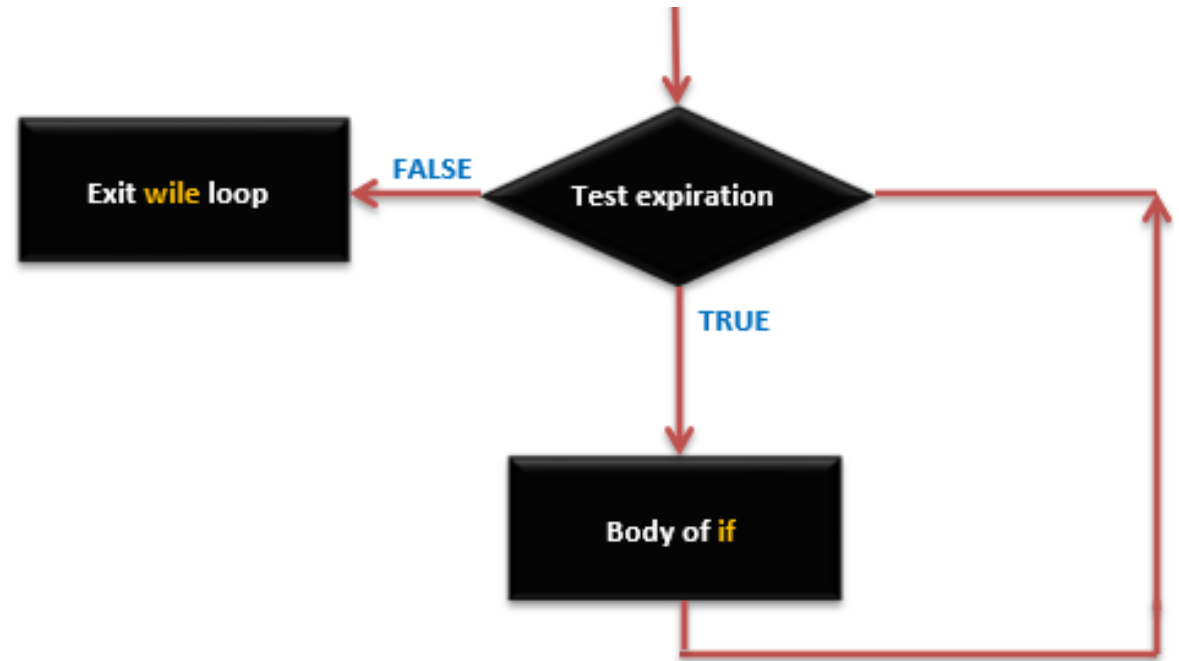 FALSE
Exit wile loop
Test expiration
TRUE
Body of if